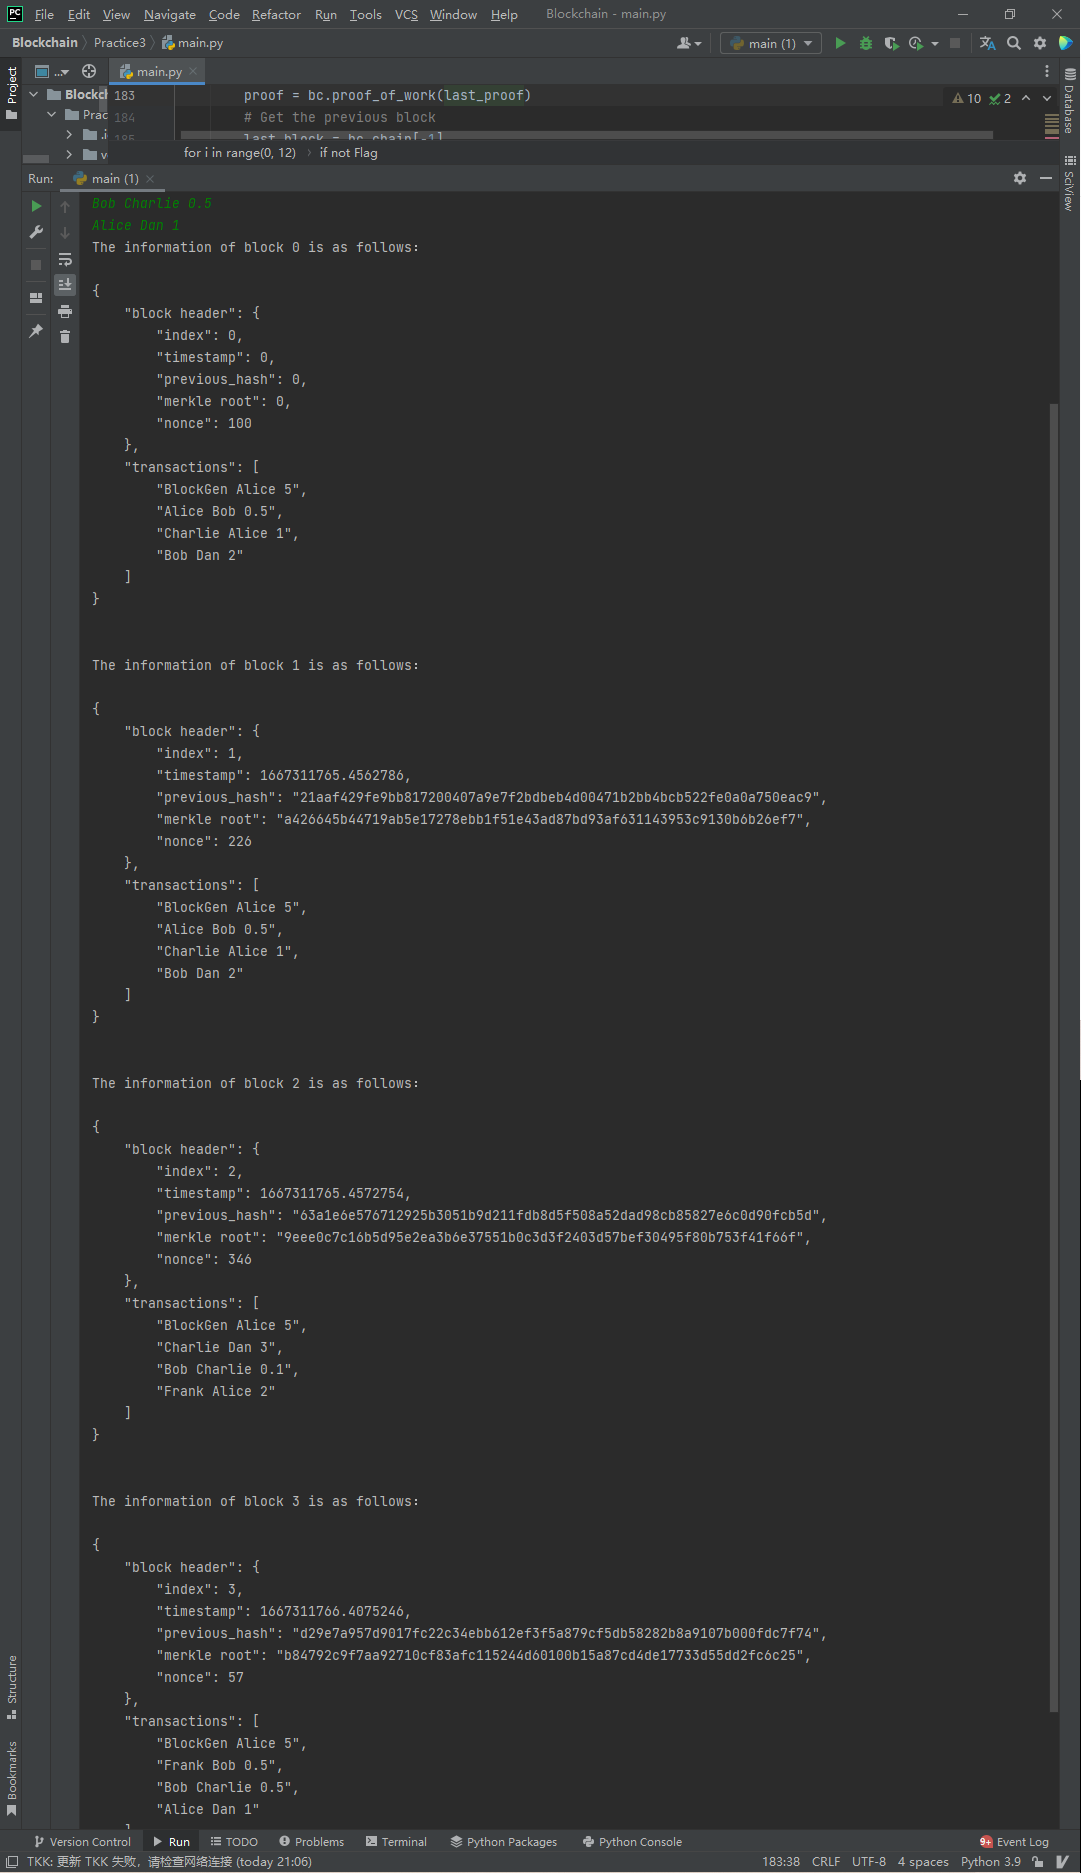 PC File Edit View Navigate Code Refactor Run Tools VCS Window Help Blockchain - main.py
Blockchain Practice3 main.py main (1)
Project ... main.py
Blockch 183 proof = bc.proof_of_work(last_proof) 10 2
Prac 184 # Get the previous block
.i 185 last_block = bc.chain[-1]
v for i in range(0, 12) if not Flag
Database
SciView
Run: main (1)
Bob Charlie 0.5
Alice Dan 1
The information of block 0 is as follows:
{
"block header": {
"index": 0,
"timestamp": 0,
"previous_hash": 0,
"merkle root": 0,
"nonce": 100
},
"transactions": [
"BlockGen Alice 5",
"Alice Bob 0.5",
"Charlie Alice 1",
"Bob Dan 2"
]
}
The information of block 1 is as follows:
{
"block header": {
"index": 1,
"timestamp": 1667311765.4562786,
"previous_hash": "21aaf429fe9bb817200407a9e7f2bdbeb4d00471b2bb4bcb522fe0a0a750eac9",
"merkle root": "a426645b44719ab5e17278ebb1f51e43ad87bd93af631143953c9130b6b26ef7",
"nonce": 226
},
"transactions": [
"BlockGen Alice 5",
"Alice Bob 0.5",
"Charlie Alice 1",
"Bob Dan 2"
]
}
The information of block 2 is as follows:
{
"block header": {
"index": 2,
"timestamp": 1667311765.4572754,
"previous_hash": "63a1e6e576712925b3051b9d211fdb8d5f508a52dad98cb85827e6c0d90fcb5d",
"merkle root": "9eee0c7c16b5d95e2ea3b6e37551b0c3d3f2403d57bef30495f80b753f41f66f",
"nonce": 346
},
"transactions": [
"BlockGen Alice 5",
"Charlie Dan 3",
"Bob Charlie 0.1",
"Frank Alice 2"
]
}
The information of block 3 is as follows:
{
"block header": {
"index": 3,
"timestamp": 1667311766.4075246,
"previous_hash": "d29e7a957d9017fc22c34ebb612ef3f5a879cf5db58282b8a9107b000fdc7f74",
"merkle root": "b84792c9f7aa92710cf83afc115244d60100b15a87cd4de17733d55dd2fc6c25",
"nonce": 57
},
"transactions": [
"BlockGen Alice 5",
"Frank Bob 0.5",
"Bob Charlie 0.5",
"Alice Dan 1"
]
Structure
Bookmarks
Version Control Run TODO Problems Terminal Python Packages Python Console 9+ Event Log
TKK: 更新 TKK 失败，请检查网络连接 (today 21:06) 183:38 CRLF UTF-8 4 spaces Python 3.9